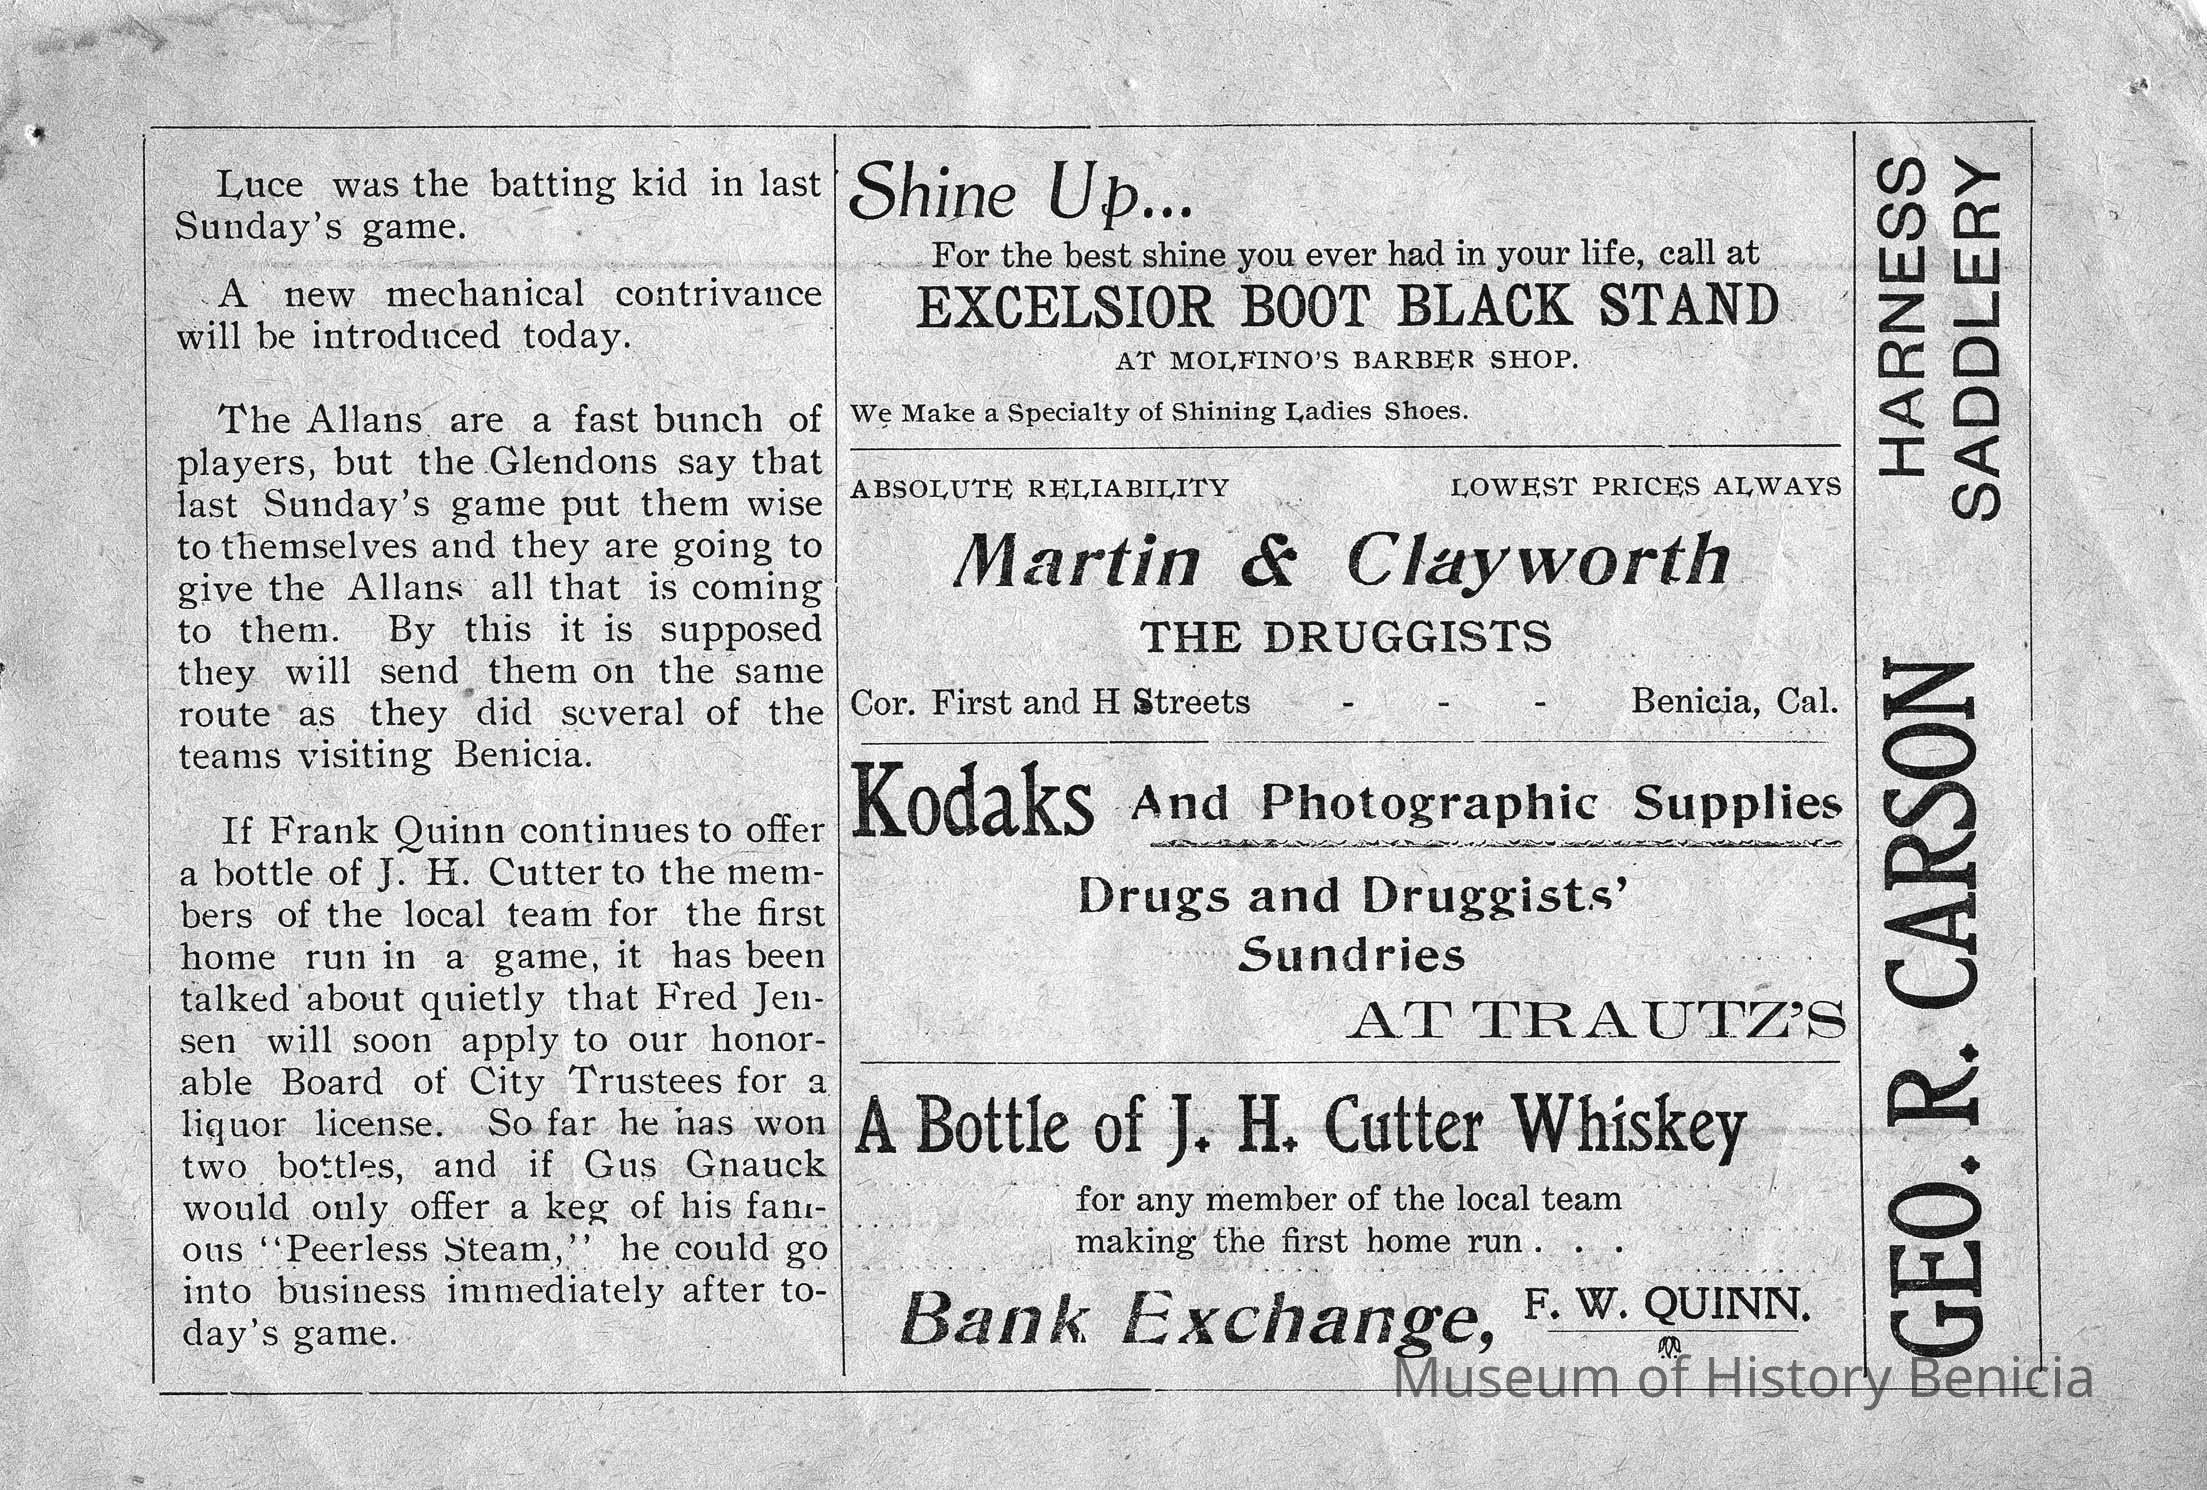 Luce was the batting kid in last
Sunday's game.
A new mechanical contrivance
will be introduced today.
The Allans are a fast bunch of
players, but the Glendons say that
last Sunday's game put them wise
to themselves and they are going to
give the Allans all that is coming
to them. By this it is supposed
they will send them on the same
route as they did several of the
teams visiting Benicia.
If Frank Quinn continues to offer
a bottle of J. H. Cutter to the mem-
bers of the local team for the first
home run in a game, it has been
talked about quietly that Fred Jen-
sen will soon apply to our honor-
able Board of City Trustees for a
liquor license. So far he has won
two bottles, and if Gus Gnauck
would only offer a keg of his fam-
ous "Peerless Steam," he could go
into business immediately after to-
day's game.
Shine Up...
For the best shine you ever had in your life, call at
EXCELSIOR BOOT BLACK STAND
AT MOLFINO'S BARBER SHOP.
We Make a Specialty of Shining Ladies Shoes.
ABSOLUTE RELIABILITY LOWEST PRICES ALWAYS
Martin & Clayworth
THE DRUGGISTS
Cor. First and H Streets - - - Benicia, Cal.
Kodaks And Photographic Supplies
Drugs and Druggists'
Sundries
AT TRAUTZ'S
A Bottle of J. H. Cutter Whiskey
for any member of the local team
making the first home run . . .
Bank Exchange, F. W. QUINN.
GEO. R. CARSON
HARNESS
SADDLERY
Museum of History Benicia